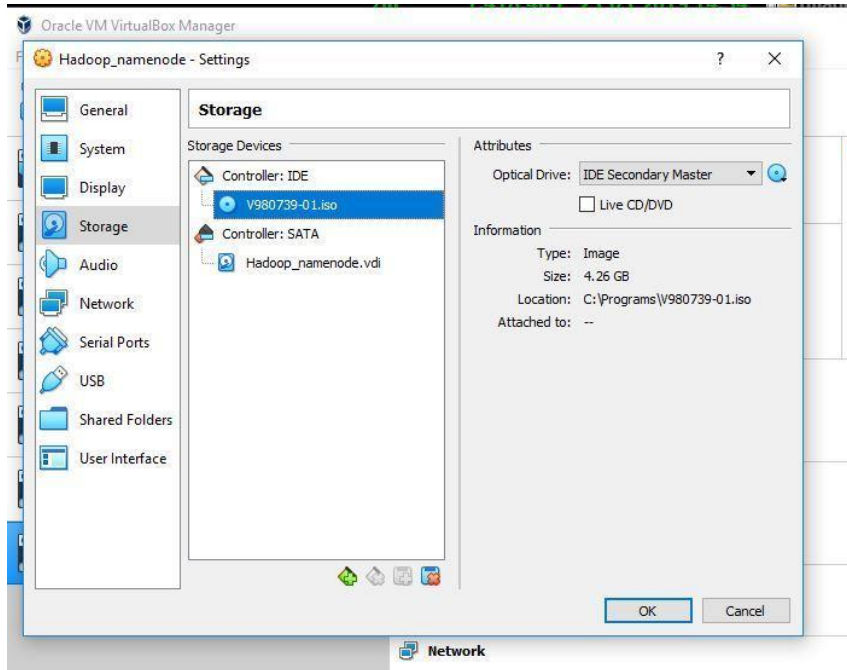 Oracle VM VirtualBox Manager
Hadoop_namenode - Settings ? ×
General
System
Display
Storage
Audio
Network
Serial Ports
USB
Shared Folders
User Interface
Storage
Storage Devices
Controller: IDE
V980739-01.iso
Controller: SATA
Hadoop_namenode.vdi
Attributes
Optical Drive: IDE Secondary Master
Live CD/DVD
Information
Type: Image
Size: 4.26 GB
Location: C:\Programs\V980739-01.iso
Attached to: --
OK Cancel
Network